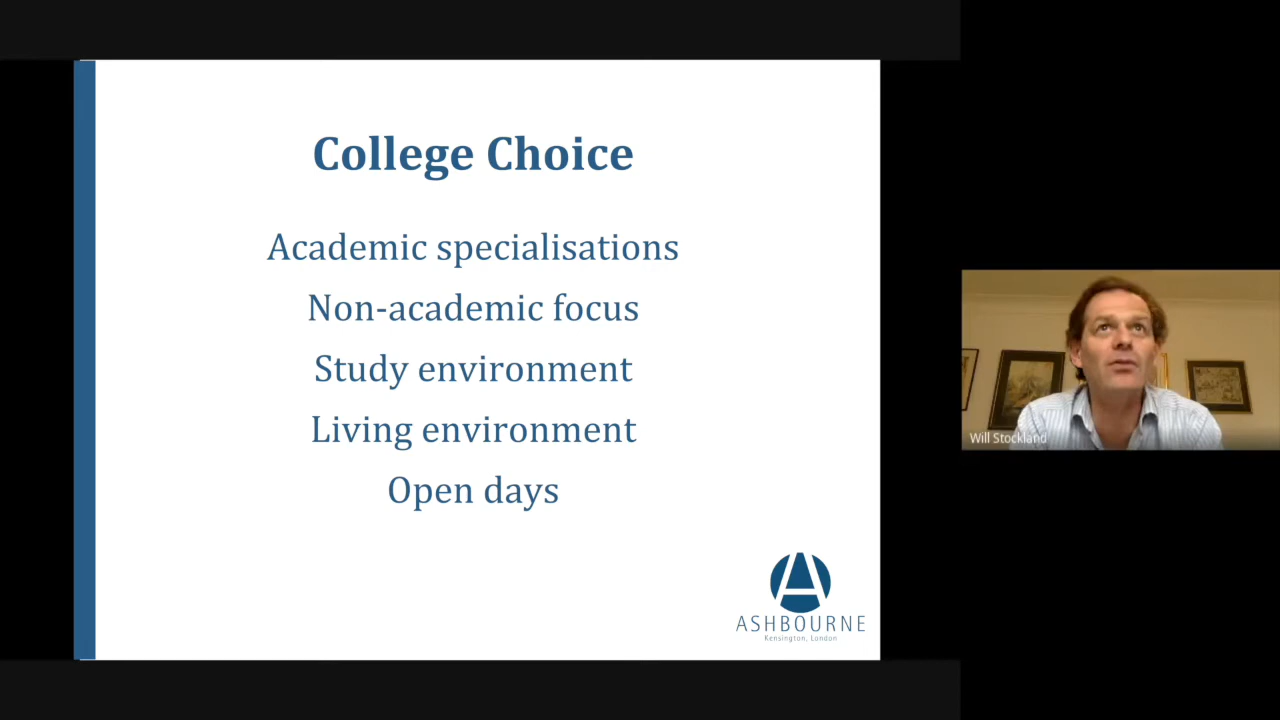 College Choice
Academic specialisations
Non-academic focus
Study environment
Living environment
Open days
ASHBOURNE
Kensington, London
Will Stockland